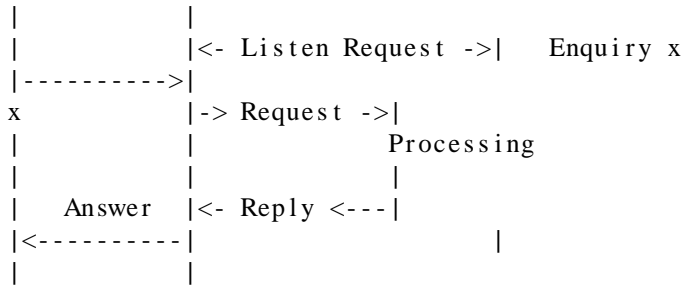 |               |
|               |<- Listen Request ->|    Enquiry x
|---------->|
x               |-> Request ->|
|               |                 Processing
|               |                 |
|    Answer  |<- Reply <---|
|<----------|                          |
|               |